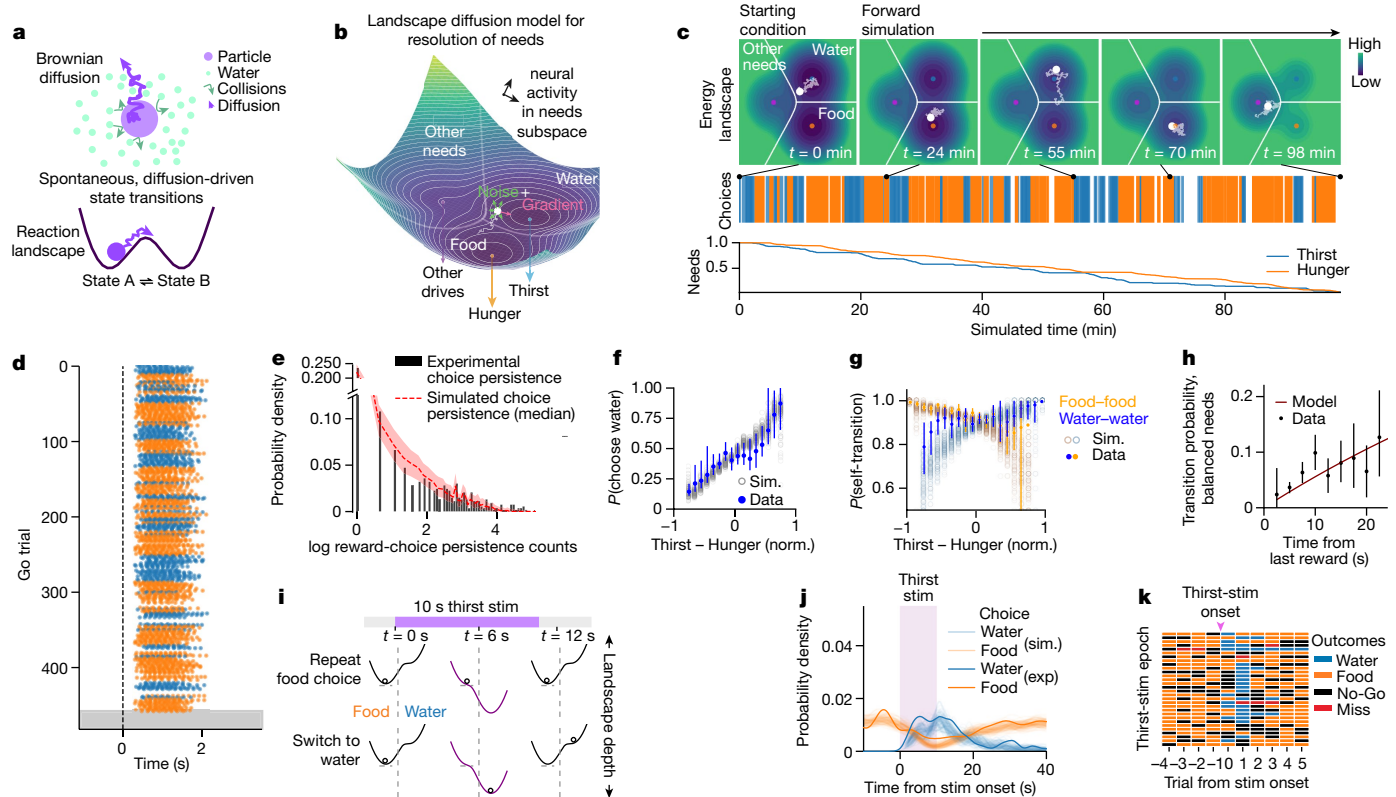 a
Brownian
diffusion
Particle
Water
Collisions
Diffusion
Spontaneous, diffusion-driven
state transitions
Reaction
landscape
State A ⇌ State B
b
Landscape diffusion model for
resolution of needs
neural
activity
in needs
subspace
Other
needs
Water
Noise +
Gradient
Food
Other
drives
Thirst
Hunger
c
Starting
condition
Forward
simulation
Energy
landscape
Other
needs
Water
Food
t = 0 min
t = 24 min
t = 55 min
t = 70 min
t = 98 min
High
Low
Choices
Needs
1.0
0.5
Thirst
Hunger
0 20 40 60 80
Simulated time (min)
d
Go trial
0
100
200
300
400
0 2
Time (s)
e
Probability density
0.250
0.200
0.10
0.05
0
Experimental
choice persistence
Simulated choice
persistence (median)
0 2 4
log reward-choice persistence counts
f
P(choose water)
1.00
0.75
0.50
0.25
0
Sim.
Data
−1 0 1
Thirst – Hunger (norm.)
g
P(self-transition)
1.0
0.8
0.6
Food–food
Water–water
Sim.
Data
−1 0 1
Thirst – Hunger (norm.)
h
Transition probability,
balanced needs
0.2
0.1
0
Model
Data
0 10 20
Time from
last reward (s)
i
10 s thirst stim
t = 0 s
t = 6 s
t = 12 s
Repeat
food choice
Food
Water
Switch to
water
Landscape depth
j
Thirst
stim
Probability density
0.04
0.02
0
Choice
Water
Food
(sim.)
Water
Food
(exp)
0 20 40
Time from stim onset (s)
k
Thirst-stim
onset
Thirst-stim epoch
Outcomes
Water
Food
No-Go
Miss
−4 −3 −2 −1 0 1 2 3 4 5
Trial from stim onset